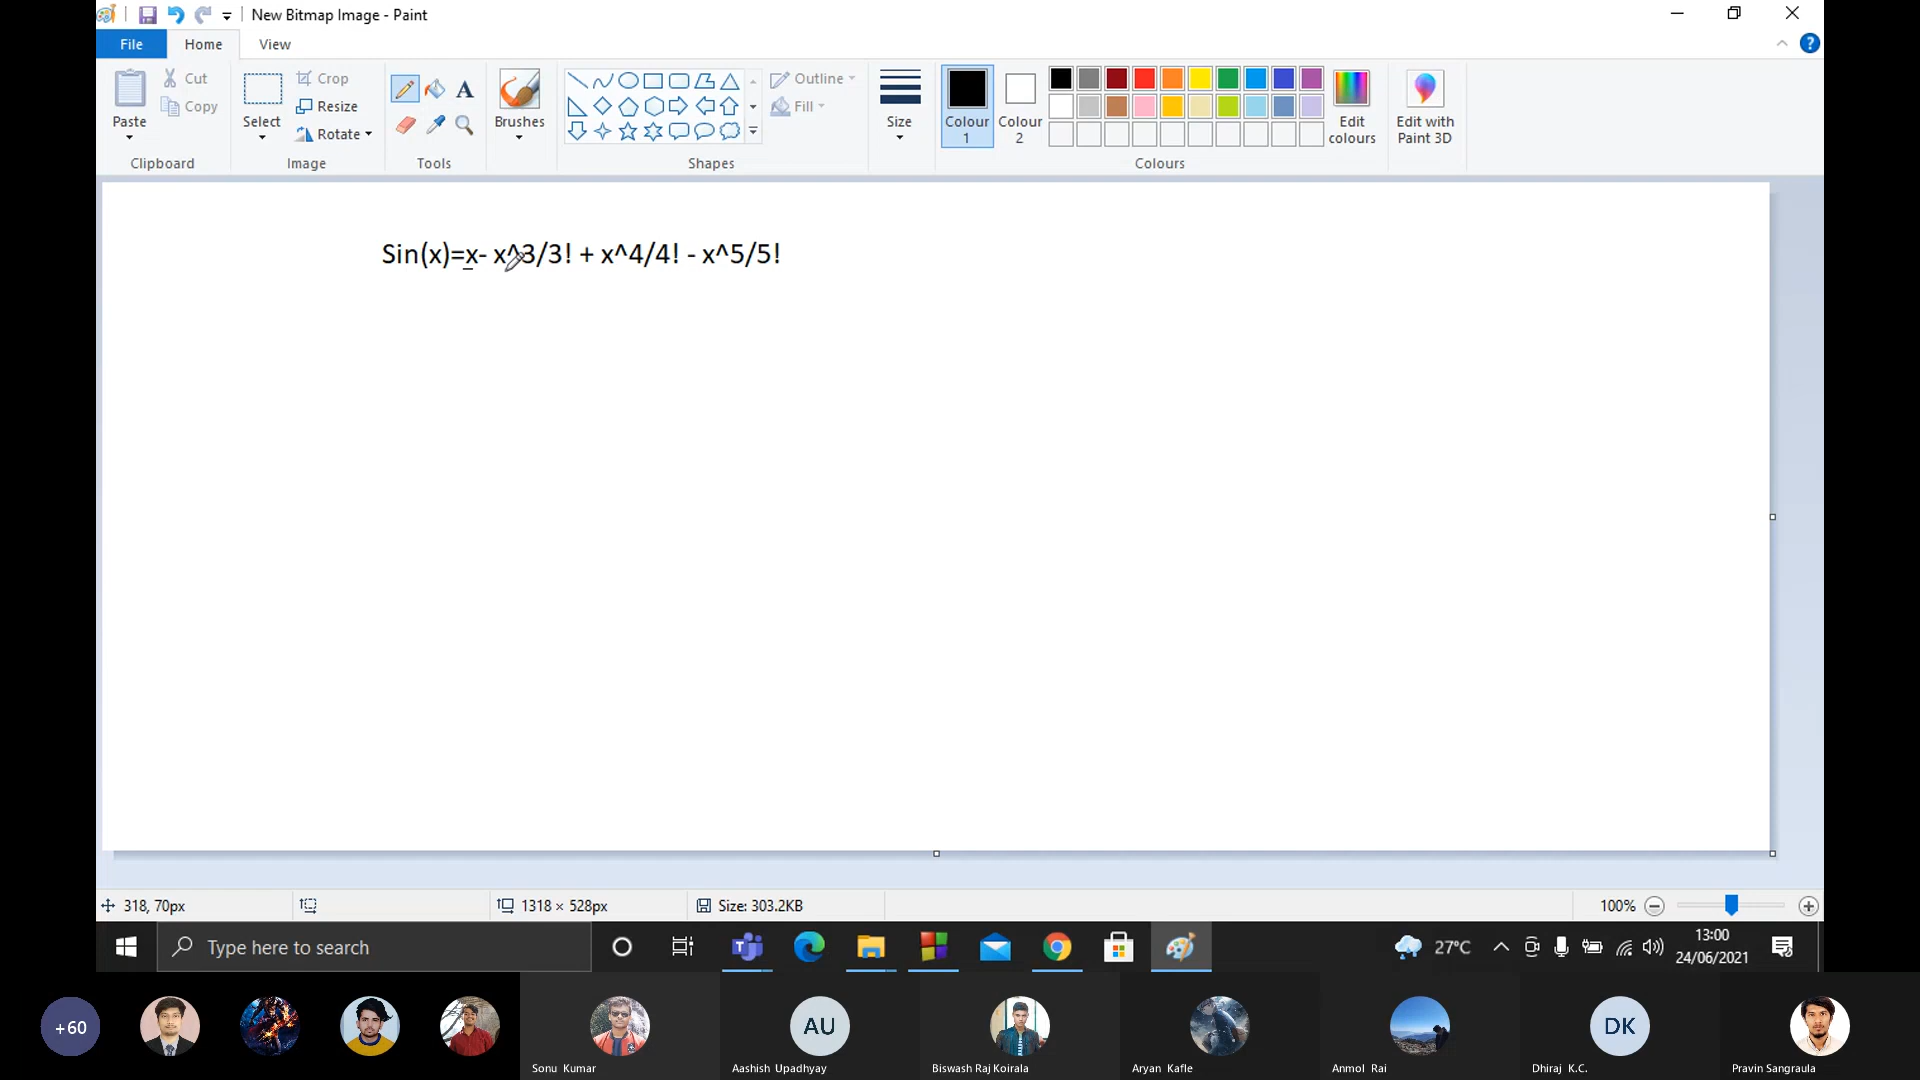 New Bitmap Image - Paint
File Home View
Paste
Cut
Copy
Clipboard
Select
Crop
Resize
Rotate
Image
A
Tools
Brushes
Shapes
Outline
Fill
Size
Colour 1
Colour 2
Edit colours
Colours
Edit with Paint 3D
?
Sin(x)=x- x^3/3! + x^4/4! - x^5/5!
318, 70px
1318 × 528px
Size: 303.2KB
100%
Type here to search
27°C
13:00
24/06/2021
+60
AU
DK
Sonu Kumar
Aashish Upadhyay
Biswash Raj Koirala
Aryan Kafle
Anmol Rai
Dhiraj K.C.
Pravin Sangraula